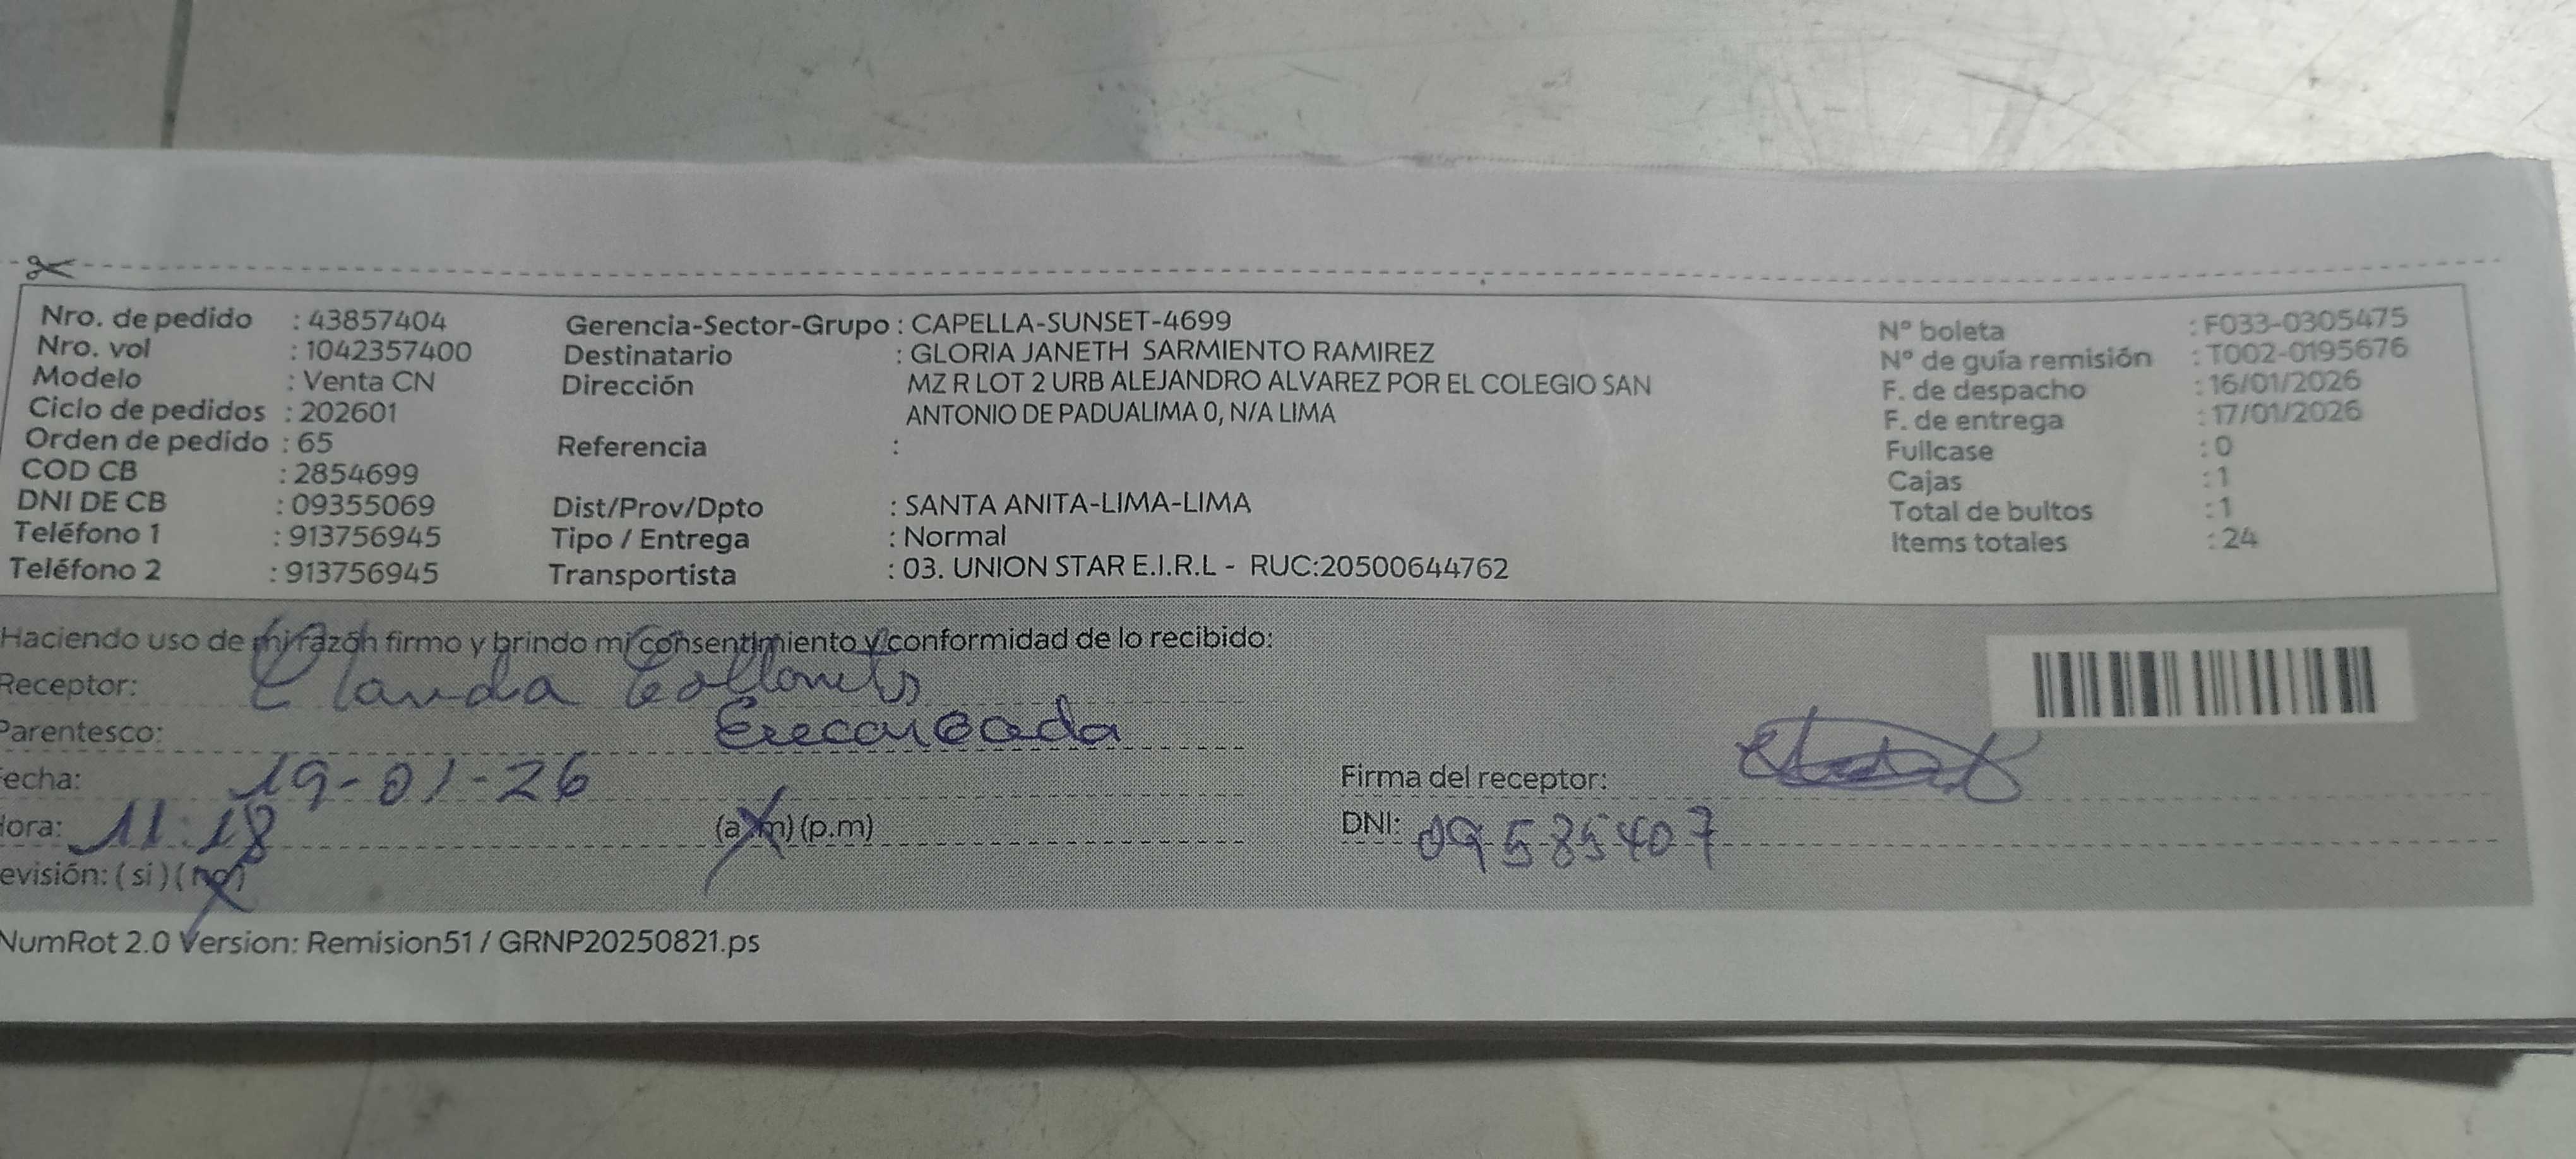 Nro. de pedido : 43857404
Nro. vol : 1042357400
Modelo : Venta CN
Ciclo de pedidos : 202601
Orden de pedido : 65
COD CB : 2854699
DNI DE CB : 09355069
Teléfono 1 : 913756945
Teléfono 2 : 913756945
Gerencia-Sector-Grupo : CAPELLA-SUNSET-4699
Destinatario : GLORIA JANETH SARMIENTO RAMIREZ
Dirección MZ R LOT 2 URB ALEJANDRO ALVAREZ POR EL COLEGIO SAN
ANTONIO DE PADUALIMA 0, N/A LIMA
Referencia :
Dist/Prov/Dpto : SANTA ANITA-LIMA-LIMA
Tipo / Entrega : Normal
Transportista : 03. UNION STAR E.I.R.L - RUC:20500644762
N° boleta : F033-0305475
N° de guía remisión : T002-0195676
F. de despacho : 16/01/2026
F. de entrega : 17/01/2026
Fullcase : 0
Cajas : 1
Total de bultos : 1
Items totales : 24
Haciendo uso de mi razón firmo y brindo mi consentimiento y conformidad de lo recibido:
Receptor: Claudia
Parentesco:
echa: 19-01-26
ora: 11:18 (a.m) (p.m)
evisión: (si) (no)
Firma del receptor:
DNI: 09585407
NumRot 2.0 Version: Remision51 / GRNP20250821.ps